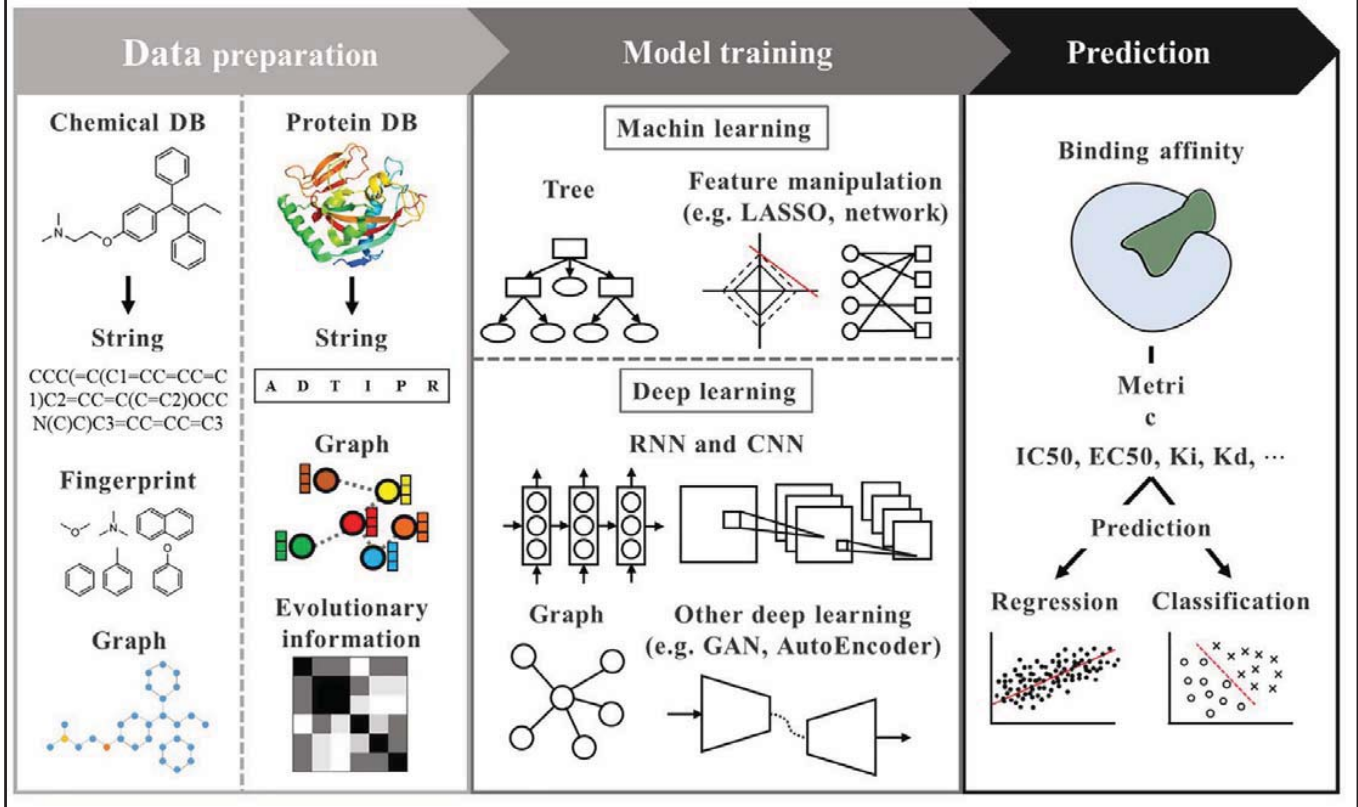 Data preparation
Model training
Prediction
Chemical DB
N
O
String
CCC(=C(C1=CC=CC=C
1)C2=CC=C(C=C2)OCC
N(C)C)C3=CC=CC=C3
Fingerprint
O
N
O
Graph
Protein DB
String
A D T I P R
Graph
Evolutionary
information
Machin learning
Tree
Feature manipulation
(e.g. LASSO, network)
Deep learning
RNN and CNN
Graph
Other deep learning
(e.g. GAN, AutoEncoder)
Binding affinity
Metri
c
IC50, EC50, Ki, Kd, ···
Prediction
Regression
Classification